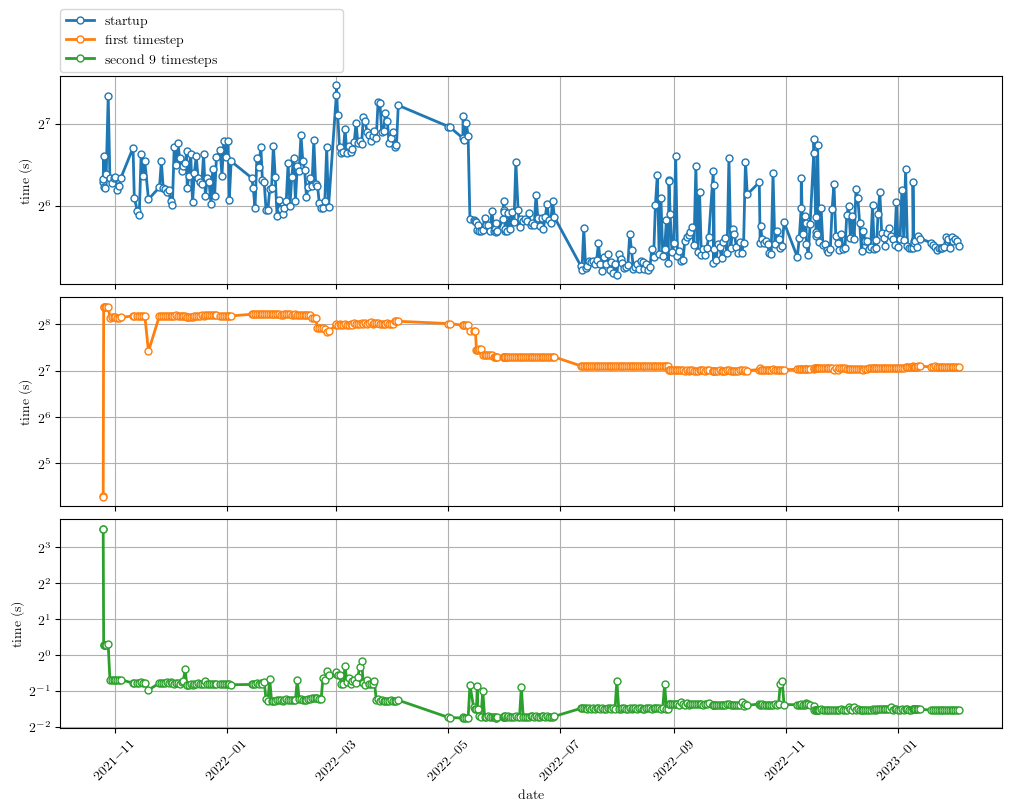 startup
first timestep
second 9 timesteps
2^7
2^6
time (s)
2^8
2^7
2^6
2^5
time (s)
2^3
2^2
2^1
2^0
2^−1
2^−2
time (s)
2021−11
2022−01
2022−03
2022−05
2022−07
2022−09
2022−11
2023−01
date